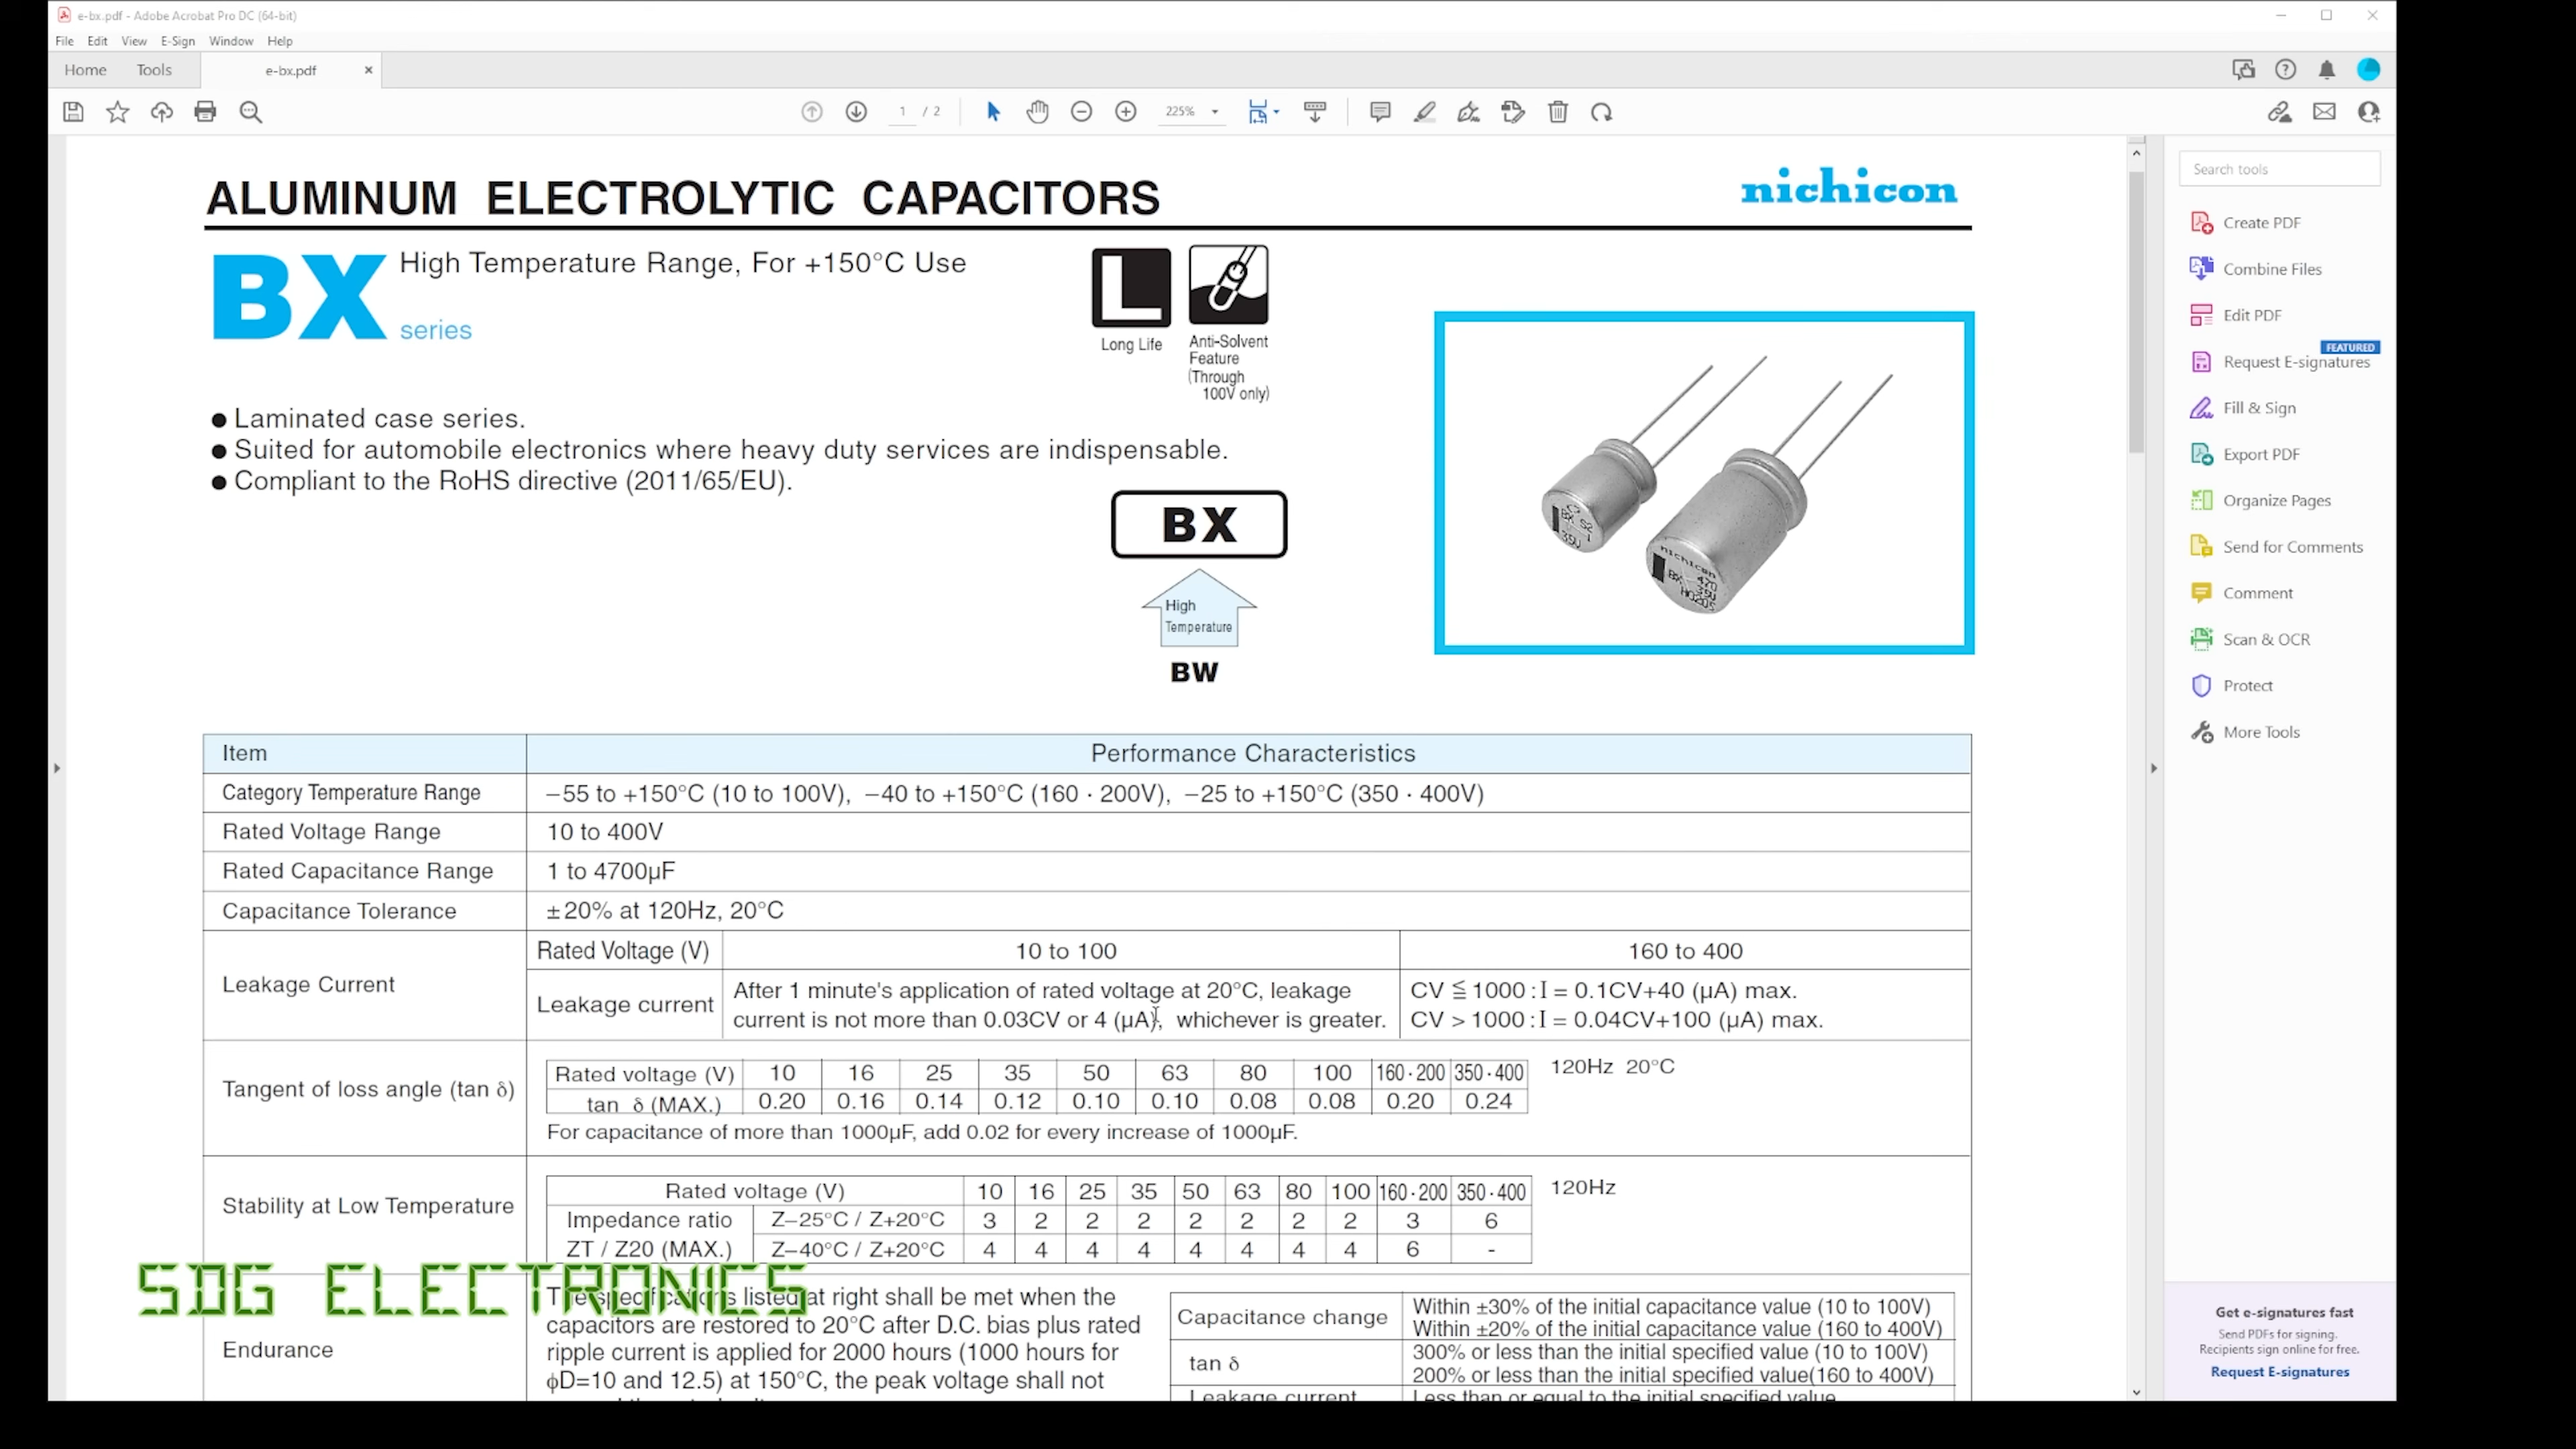 e-bx.pdf - Adobe Acrobat Pro DC (64-bit)
File Edit View E-Sign Window Help
Home Tools e-bx.pdf
1 / 2 225%
ALUMINUM ELECTROLYTIC CAPACITORS nichicon
BX series High Temperature Range, For +150°C Use
L
Long Life
Anti-Solvent
Feature
(Through
100V only)
● Laminated case series.
● Suited for automobile electronics where heavy duty services are indispensable.
● Compliant to the RoHS directive (2011/65/EU).
BX
High
Temperature
BW
BX
35V
nichicon
BX 470
35V
Item Performance Characteristics
Category Temperature Range −55 to +150°C (10 to 100V), −40 to +150°C (160 · 200V), −25 to +150°C (350 · 400V)
Rated Voltage Range 10 to 400V
Rated Capacitance Range 1 to 4700μF
Capacitance Tolerance ±20% at 120Hz, 20°C
Leakage Current
Rated Voltage (V) 10 to 100 160 to 400
Leakage current
After 1 minute's application of rated voltage at 20°C, leakage
current is not more than 0.03CV or 4 (μA), whichever is greater.
CV ≦ 1000 : I = 0.1CV+40 (μA) max.
CV > 1000 : I = 0.04CV+100 (μA) max.
Tangent of loss angle (tan δ)
Rated voltage (V) 10 16 25 35 50 63 80 100 160 · 200 350 · 400 120Hz 20°C
tan δ (MAX.) 0.20 0.16 0.14 0.12 0.10 0.10 0.08 0.08 0.20 0.24
For capacitance of more than 1000μF, add 0.02 for every increase of 1000μF.
Stability at Low Temperature
Rated voltage (V) 10 16 25 35 50 63 80 100 160 · 200 350 · 400 120Hz
Impedance ratio Z−25°C / Z+20°C 3 2 2 2 2 2 2 2 3 6
ZT / Z20 (MAX.) Z−40°C / Z+20°C 4 4 4 4 4 4 4 4 6 -
SDG ELECTRONICS
Endurance
The specifications listed at right shall be met when the
capacitors are restored to 20°C after D.C. bias plus rated
ripple current is applied for 2000 hours (1000 hours for
ϕD=10 and 12.5) at 150°C, the peak voltage shall not
Capacitance change
Within ±30% of the initial capacitance value (10 to 100V)
Within ±20% of the initial capacitance value (160 to 400V)
tan δ
300% or less than the initial specified value (10 to 100V)
200% or less than the initial specified value(160 to 400V)
Leakage current Less than or equal to the initial specified value
Search tools
Create PDF
Combine Files
Edit PDF
FEATURED
Request E-signatures
Fill & Sign
Export PDF
Organize Pages
Send for Comments
Comment
Scan & OCR
Protect
More Tools
Get e-signatures fast
Send PDFs for signing.
Recipients sign online for free.
Request E-signatures